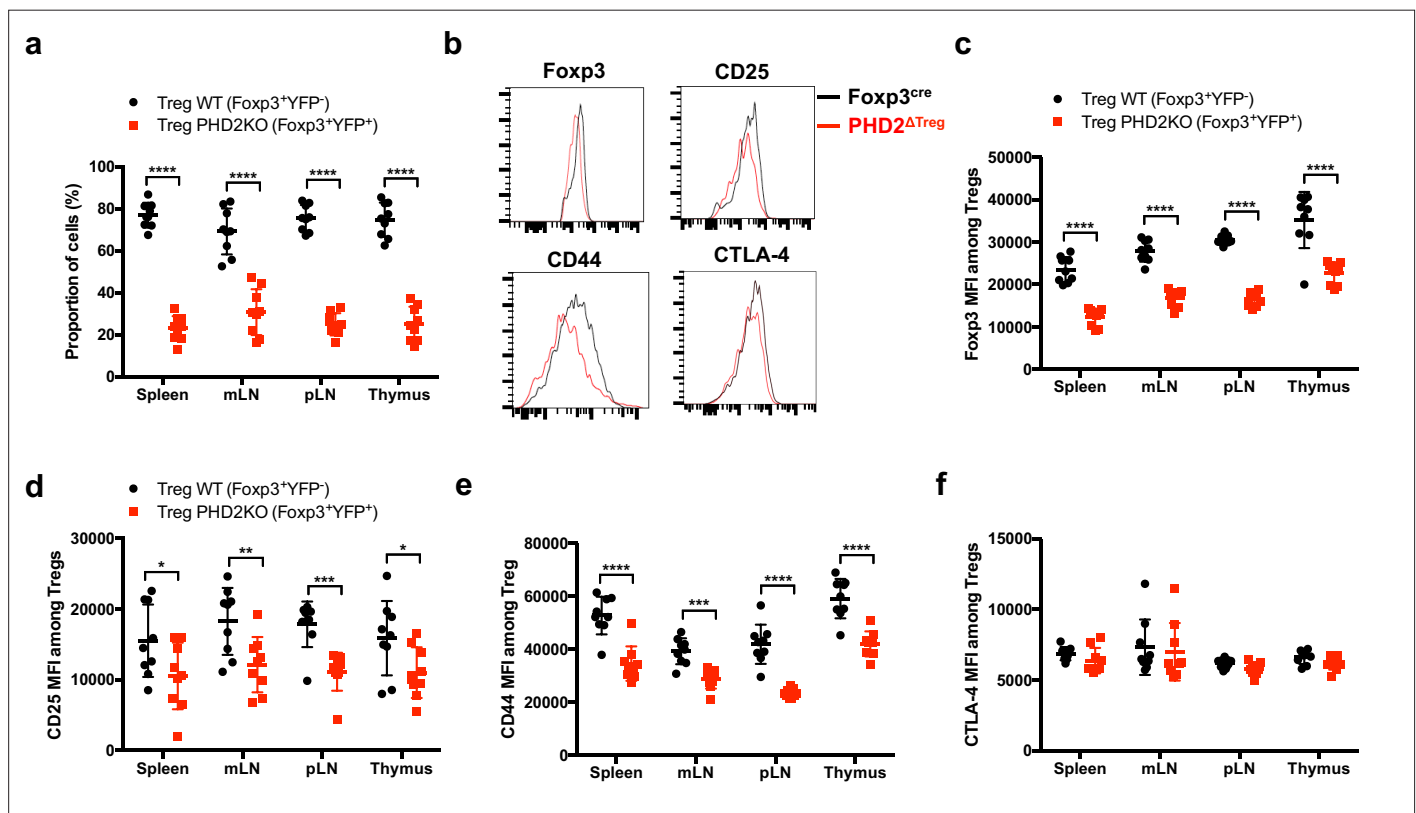 a
Treg WT (Foxp3⁺YFP⁻)
Treg PHD2KO (Foxp3⁺YFP⁺)
Proportion of cells (%)
100
80
60
40
20
0
****
****
****
****
Spleen
mLN
pLN
Thymus
b
Foxp3
CD25
CD44
CTLA-4
Foxp3ᶜʳᵉ
PHD2ΔTreg
c
Treg WT (Foxp3⁺YFP⁻)
Treg PHD2KO (Foxp3⁺YFP⁺)
Foxp3 MFI among Tregs
50000
40000
30000
20000
10000
0
****
****
****
****
Spleen
mLN
pLN
Thymus
d
Treg WT (Foxp3⁺YFP⁻)
Treg PHD2KO (Foxp3⁺YFP⁺)
CD25 MFI among Tregs
30000
20000
10000
0
*
**
***
*
Spleen
mLN
pLN
Thymus
e
CD44 MFI among Treg
80000
60000
40000
20000
0
****
***
****
****
Spleen
mLN
pLN
Thymus
f
CTLA-4 MFI among Tregs
15000
10000
5000
0
Spleen
mLN
pLN
Thymus